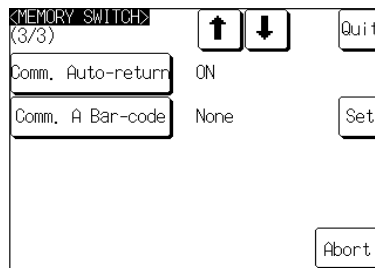 <MEMORY SWITCH>
(3/3)
Quit
Comm. Auto-return ON
Comm. A Bar-code None
Set
Abort